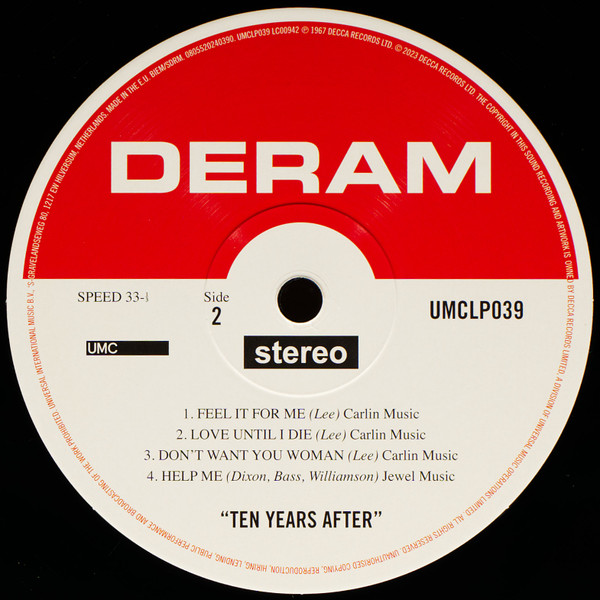 UNIVERSAL INTERNATIONAL MUSIC B.V., 'S-GRAVELANDSEWEG 80, 1217 EW HILVERSUM, NETHERLANDS. MADE IN THE E.U. BIEM/SDRM. 0805520240390. UMCLP039 LC00942 ℗ 1967 DECCA RECORDS LTD. © 2023 DECCA RECORDS LTD. THE COPYRIGHT IN THIS SOUND RECORDING AND ARTWORK IS OWNED BY DECCA RECORDS LIMITED, A DIVISION OF UNIVERSAL MUSIC OPERATIONS LIMITED. ALL RIGHTS RESERVED. UNAUTHORISED COPYING, REPRODUCTION, HIRING, LENDING, PUBLIC PERFORMANCE AND BROADCASTING OF THE WORK PROHIBITED.
DERAM
SPEED 33-⅓
Side
2
UMCLP039
UMC
stereo
1. FEEL IT FOR ME (Lee) Carlin Music
2. LOVE UNTIL I DIE (Lee) Carlin Music
3. DON'T WANT YOU WOMAN (Lee) Carlin Music
4. HELP ME (Dixon, Bass, Williamson) Jewel Music
"TEN YEARS AFTER"